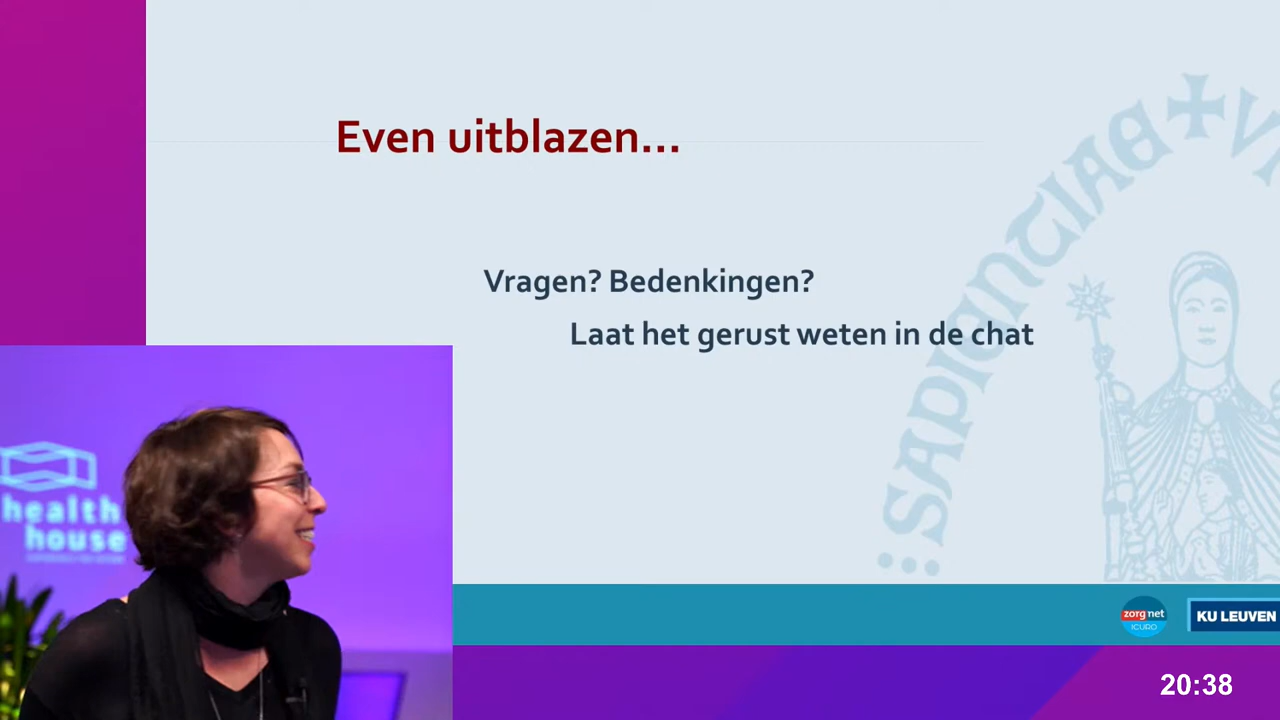 Even uitblazen...
Vragen? Bedenkingen?
Laat het gerust weten in de chat
SAPIANTIAE
health
house
zorgnet
ICURO
KU LEUVEN
20:38